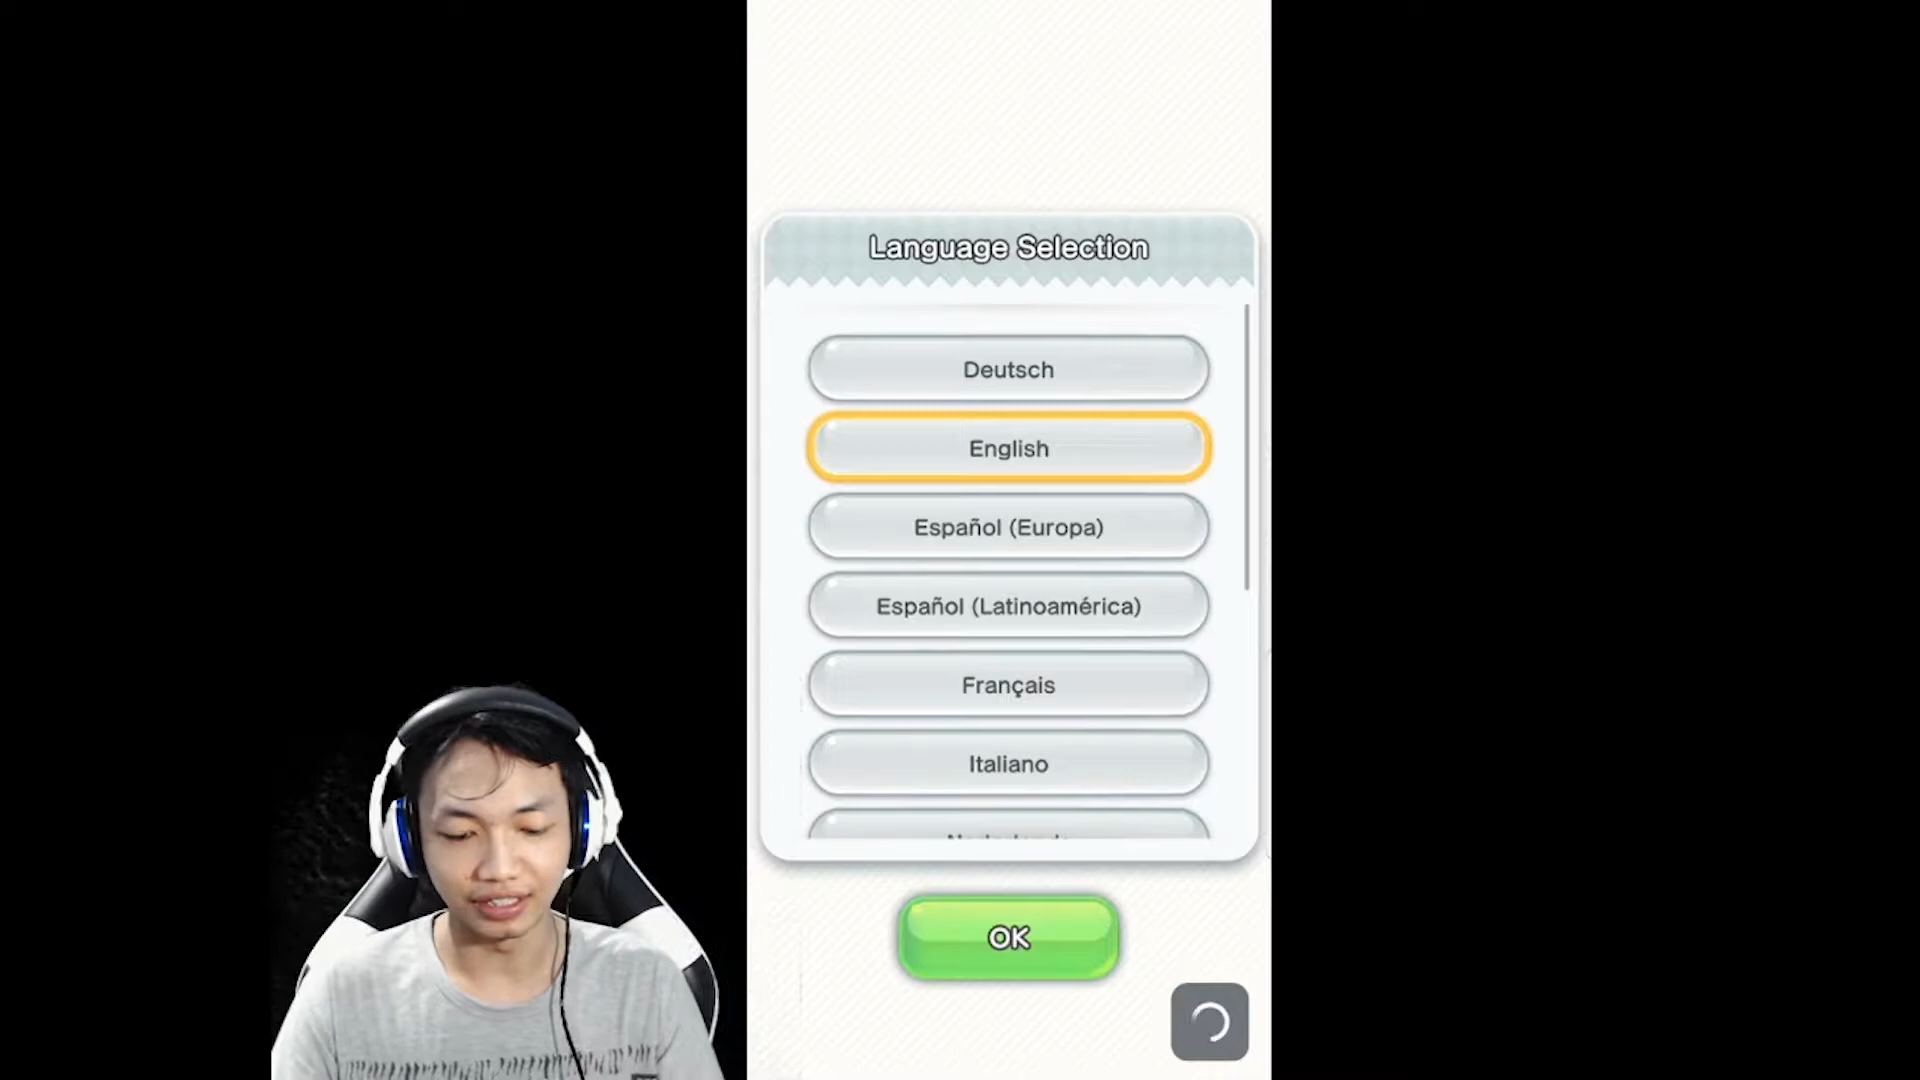 Language Selection
Deutsch
English
Español (Europa)
Español (Latinoamérica)
Français
Italiano
OK